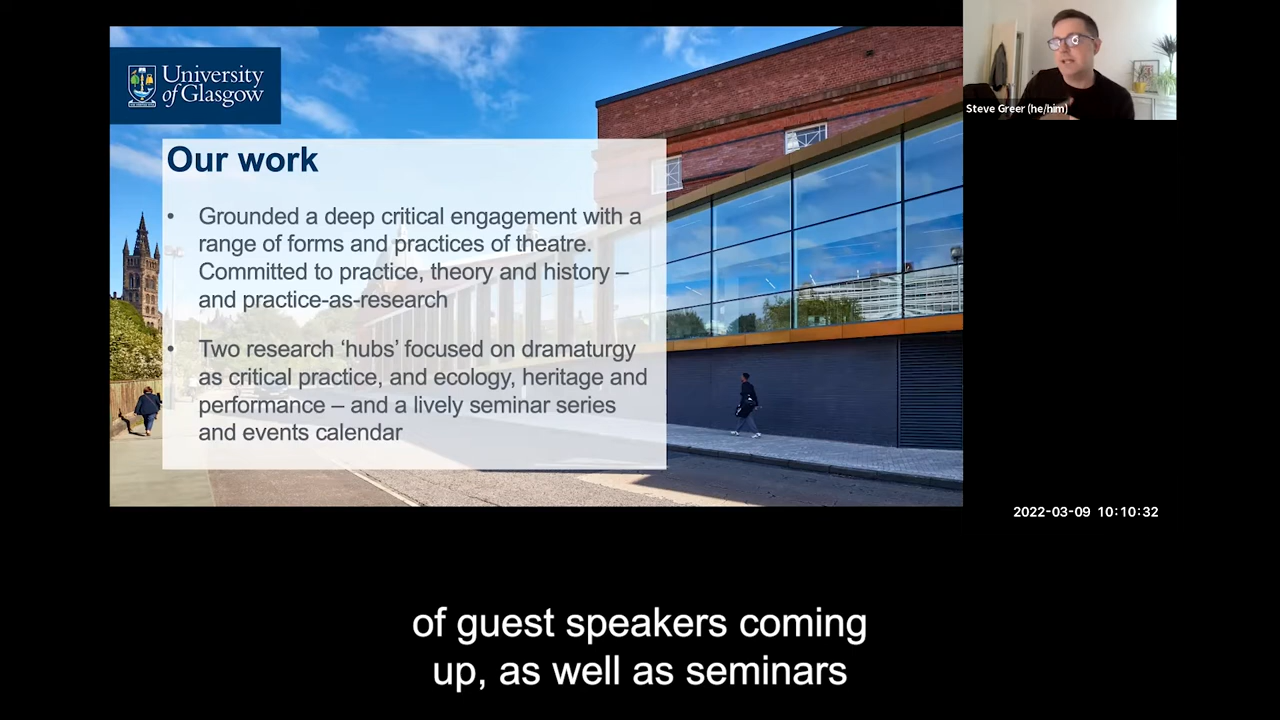 University
of Glasgow
Steve Greer (he/him)
Our work
• Grounded a deep critical engagement with a
range of forms and practices of theatre.
Committed to practice, theory and history –
and practice-as-research
• Two research ‘hubs’ focused on dramaturgy
as critical practice, and ecology, heritage and
performance – and a lively seminar series
and events calendar
2022-03-09 10:10:32
of guest speakers coming
up, as well as seminars